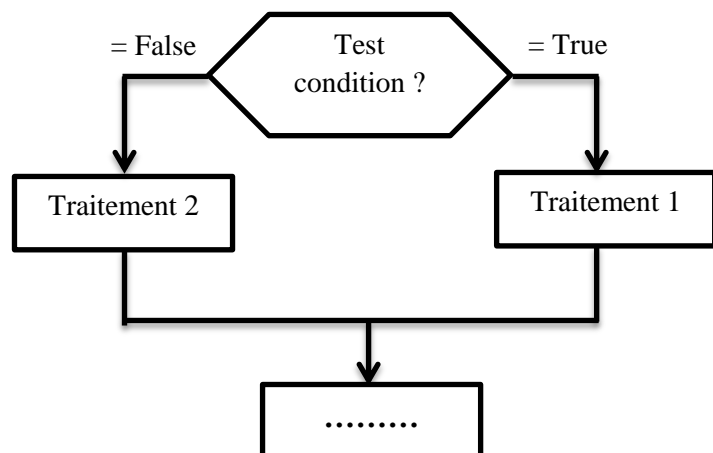 = False
Test
condition ?
= True
Traitement 2
Traitement 1
.........